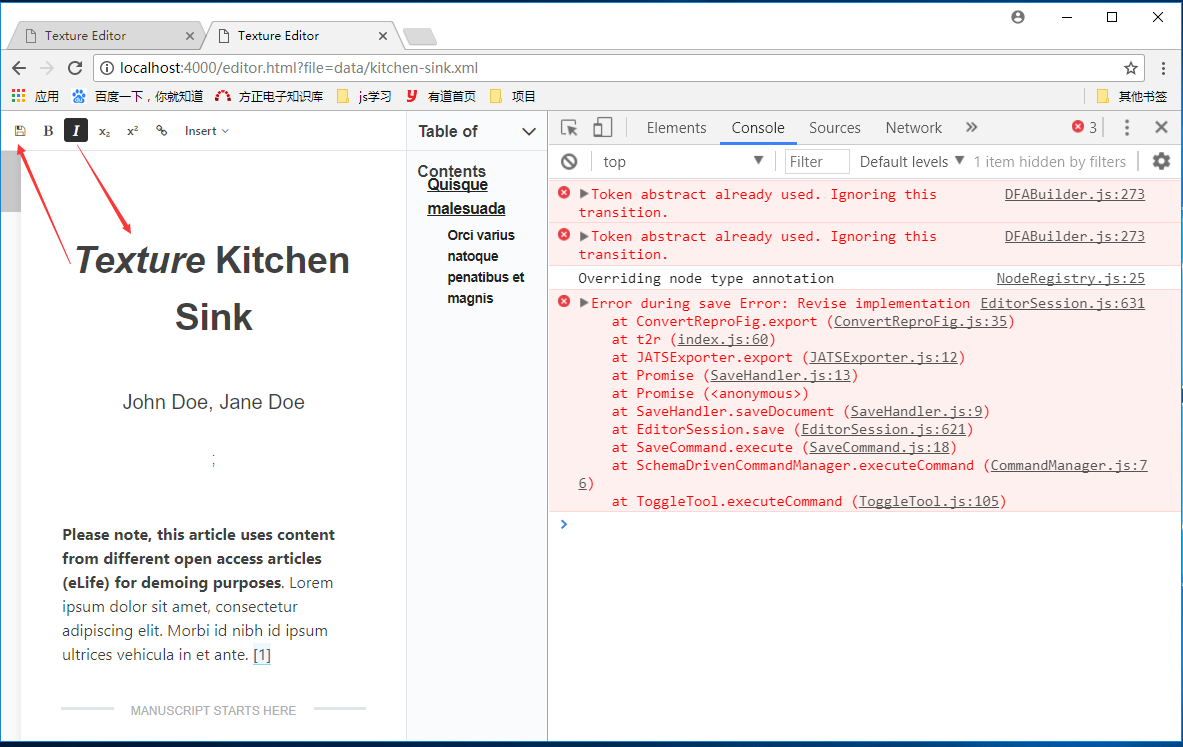 Texture Editor
Texture Editor
localhost:4000/editor.html?file=data/kitchen-sink.xml
应用 百度一下，你就知道 方正电子知识库 js学习 有道首页 项目 其他书签
B I x₂ x² Insert
Table of
Contents
Quisque
malesuada
Orci varius
natoque
penatibus et
magnis
Texture Kitchen
Sink
John Doe, Jane Doe
;
Please note, this article uses content
from different open access articles
(eLife) for demoing purposes. Lorem
ipsum dolor sit amet, consectetur
adipiscing elit. Morbi id nibh id ipsum
ultrices vehicula in et ante. [1]
MANUSCRIPT STARTS HERE
Elements Console Sources Network » 3
top Filter Default levels 1 item hidden by filters
Token abstract already used. Ignoring this DFABuilder.js:273
transition.
Token abstract already used. Ignoring this DFABuilder.js:273
transition.
Overriding node type annotation NodeRegistry.js:25
Error during save Error: Revise implementation EditorSession.js:631
at ConvertReproFig.export (ConvertReproFig.js:35)
at t2r (index.js:60)
at JATSExporter.export (JATSExporter.js:12)
at Promise (SaveHandler.js:13)
at Promise (<anonymous>)
at SaveHandler.saveDocument (SaveHandler.js:9)
at EditorSession.save (EditorSession.js:621)
at SaveCommand.execute (SaveCommand.js:18)
at SchemaDrivenCommandManager.executeCommand (CommandManager.js:7
6)
at ToggleTool.executeCommand (ToggleTool.js:105)